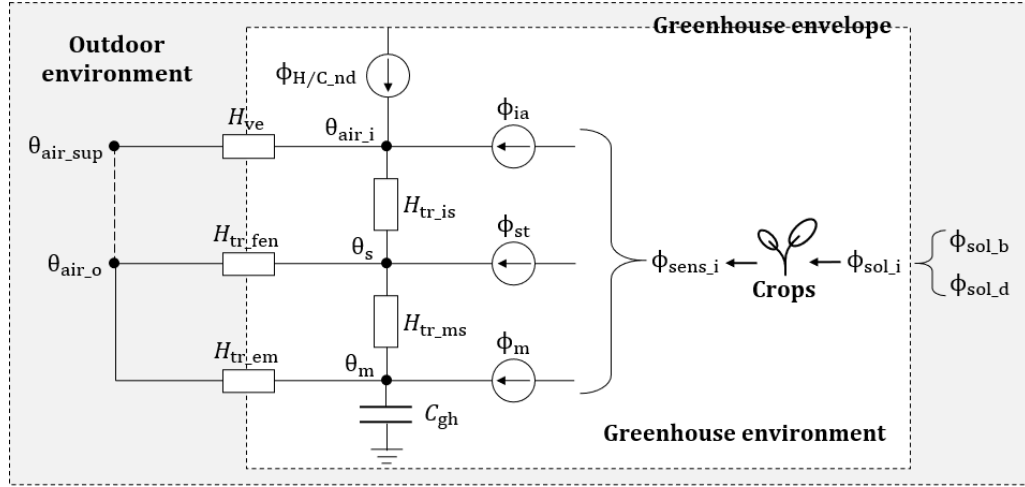 Greenhouse envelope
Outdoor
environment
ϕH/C_nd
Hve
θair_i
ϕia
θair_sup
Htr_is
Htr_fen
θs
ϕst
θair_o
ϕsens_i
Crops
ϕsol_i
ϕsol_b
ϕsol_d
Htr_ms
Htr_em
θm
ϕm
Cgh
Greenhouse environment